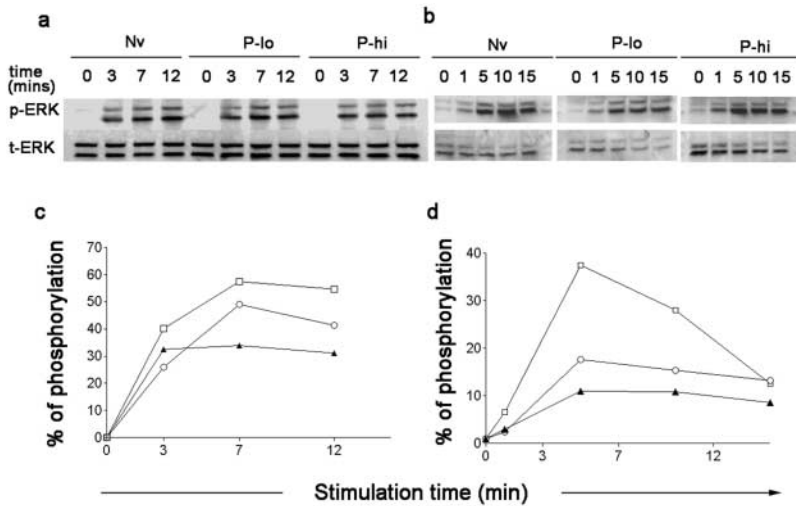 a
Nv P-lo P-hi
time (mins) 0 3 7 12 0 3 7 12 0 3 7 12
p-ERK
t-ERK
b
Nv P-lo P-hi
0 1 5 10 15 0 1 5 10 15 0 1 5 10 15
c
% of phosphorylation
70
60
50
40
30
20
10
0
0 3 7 12
d
% of phosphorylation
40
30
20
10
0
0 3 7 12
Stimulation time (min)